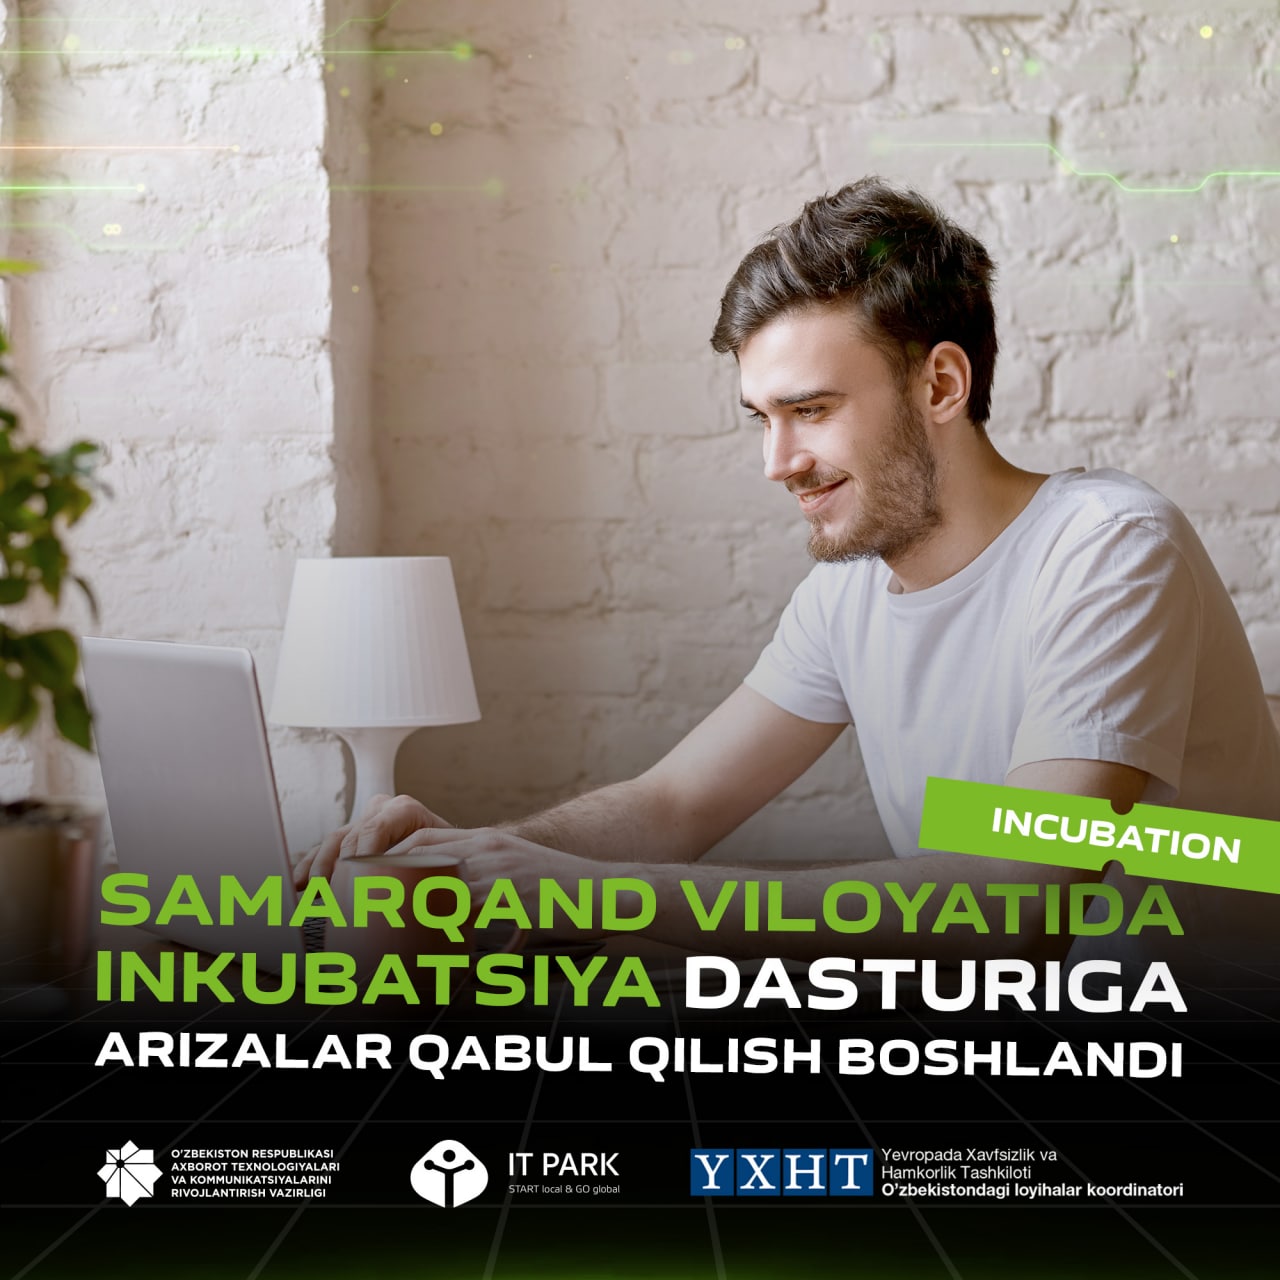 INCUBATION
SAMARQAND VILOYATIDA
INKUBATSIYA DASTURIGA
ARIZALAR QABUL QILISH BOSHLANDI
O'ZBEKISTON RESPUBLIKASI
AXBOROT TEXNOLOGIYALARI
VA KOMMUNIKATSIYALARINI
RIVOJLANTIRISH VAZIRLIGI
IT PARK
START local & GO global
YXHT
Yevropada Xavfsizlik va
Hamkorlik Tashkiloti
O'zbekistondagi loyihalar koordinatori